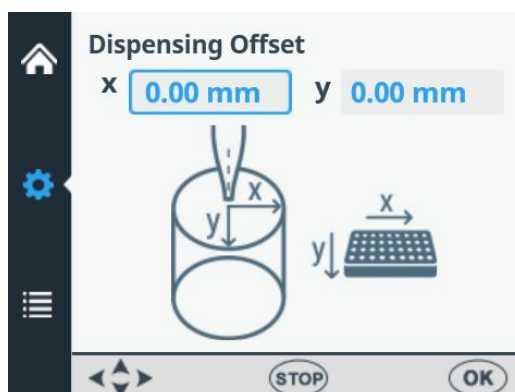 Dispensing Offset
x 0.00 mm y 0.00 mm
x
y
x
y
STOP OK